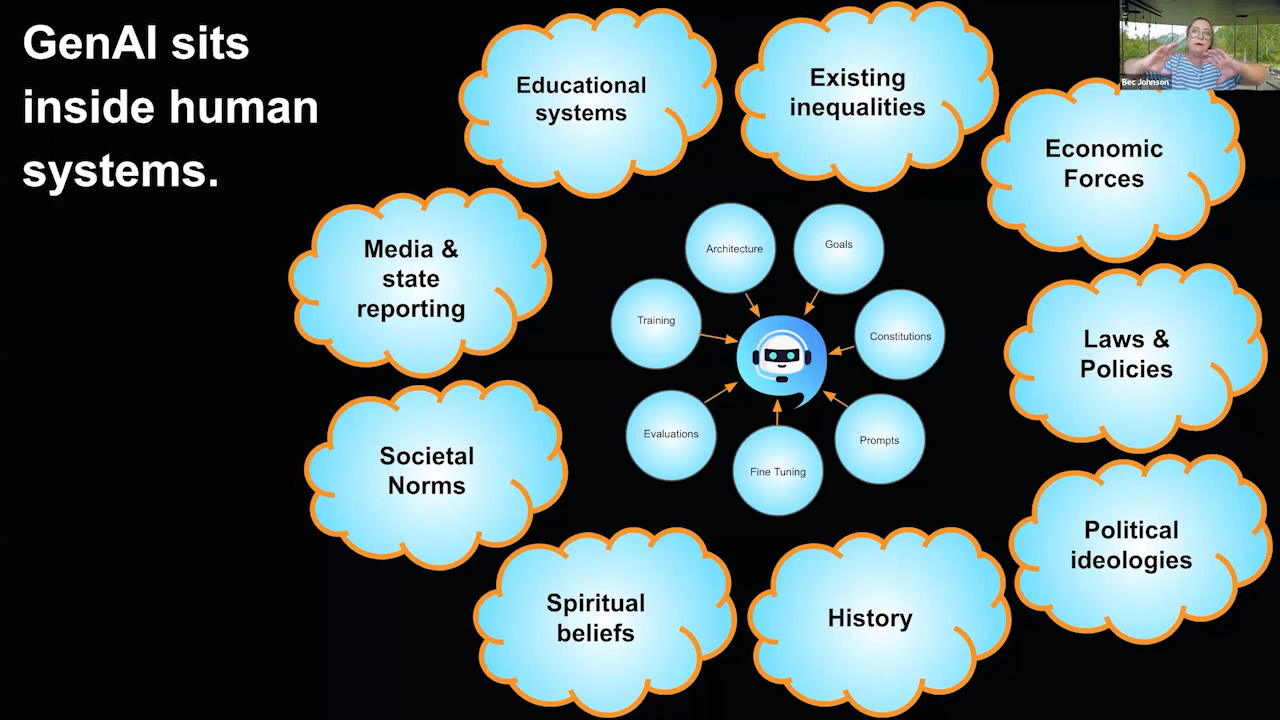 GenAI sits
inside human
systems.
Educational
systems
Existing
inequalities
Economic
Forces
Bec Johnson
Media &
state
reporting
Laws &
Policies
Societal
Norms
Political
ideologies
Spiritual
beliefs
History
Architecture
Goals
Training
Constitutions
Evaluations
Prompts
Fine Tuning